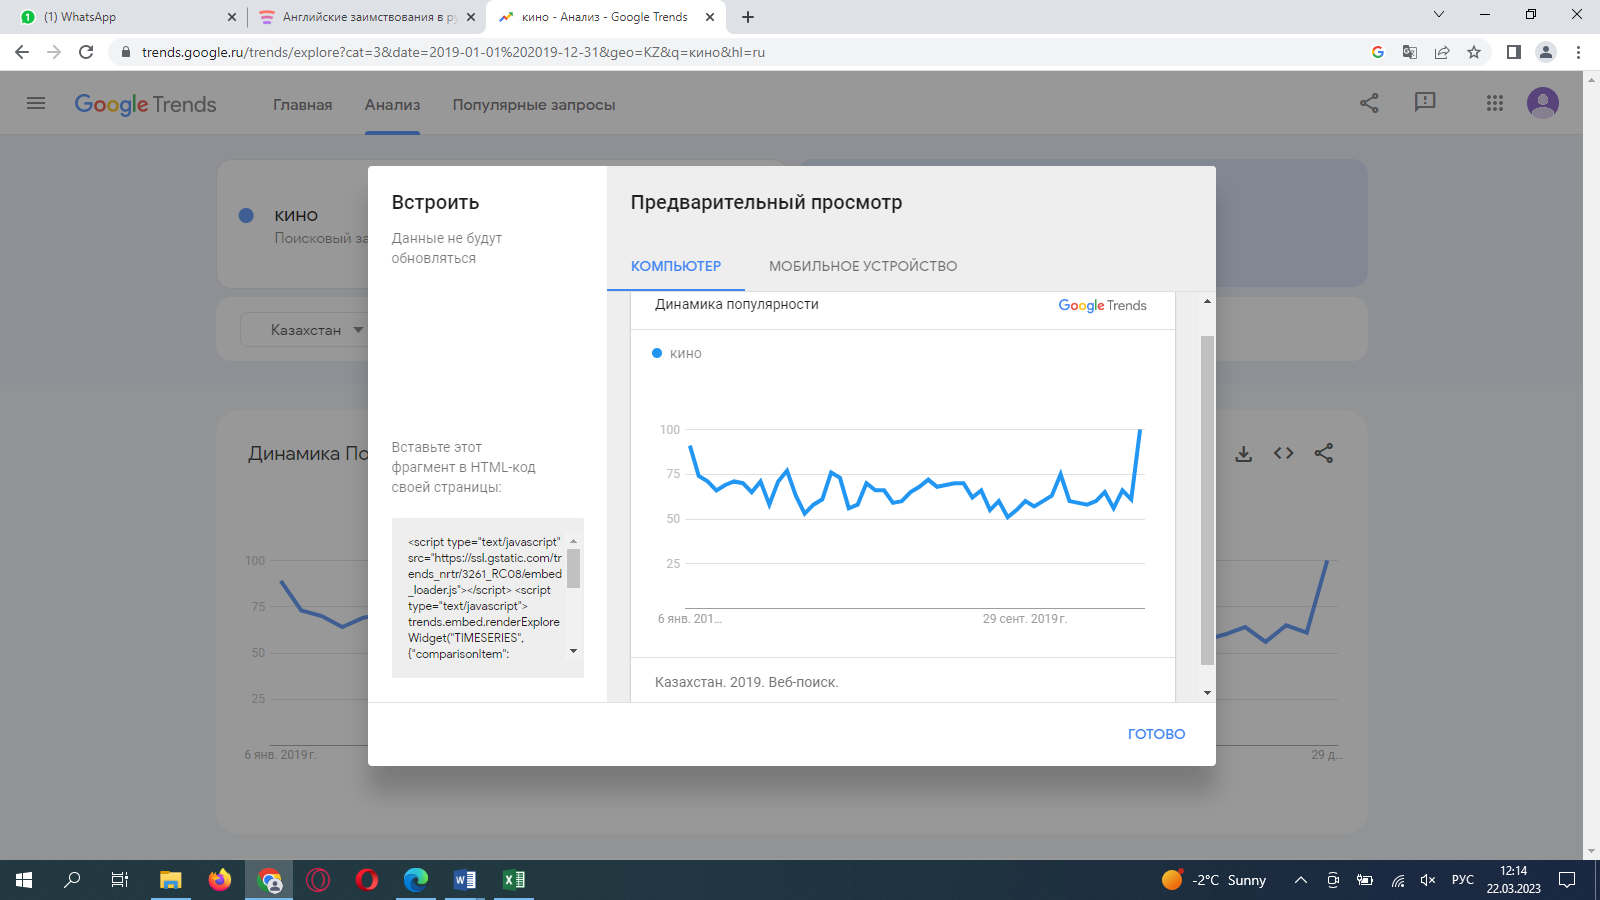 (1) WhatsApp
Английские заимствования в ру
кино - Анализ - Google Trends
trends.google.ru/trends/explore?cat=3&date=2019-01-01%202019-12-31&geo=KZ&q=кино&hl=ru
Google Trends
Главная
Анализ
Популярные запросы
кино
Поисковый за
Казахстан
Динамика По
100
75
50
25
6 янв. 2019 г.
29 д...
Встроить
Данные не будут
обновляться
Вставьте этот
фрагмент в HTML-код
своей страницы:
<script type="text/javascript"
src="https://ssl.gstatic.com/tr
ends_nrtr/3261_RC08/embed
_loader.js"></script> <script
type="text/javascript">
trends.embed.renderExplore
Widget("TIMESERIES",
{"comparisonItem":
Предварительный просмотр
КОМПЬЮТЕР
МОБИЛЬНОЕ УСТРОЙСТВО
Динамика популярности
Google Trends
кино
100
75
50
25
6 янв. 201...
29 сент. 2019 г.
Казахстан. 2019. Веб-поиск.
ГОТОВО
-2°C Sunny
РУС
12:14
22.03.2023